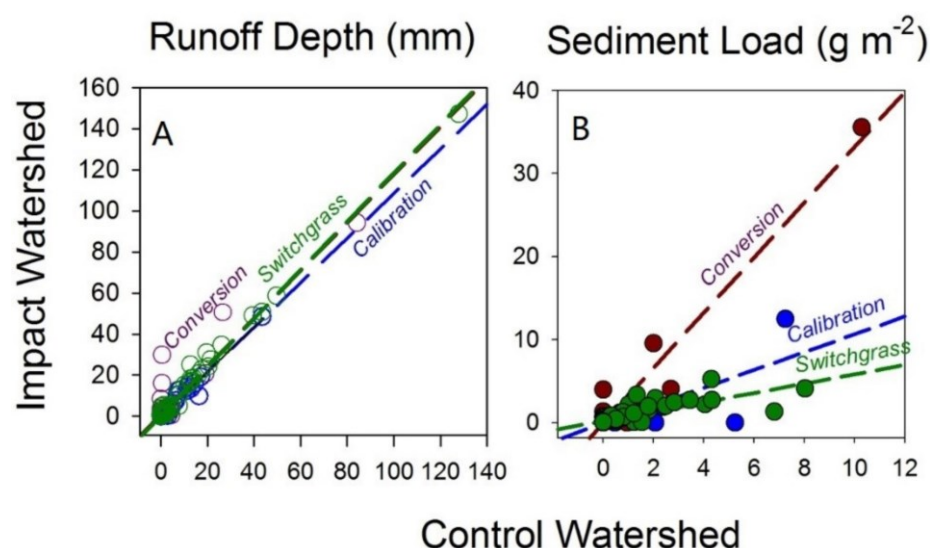 Runoff Depth (mm)
Sediment Load (g m⁻²)
Impact Watershed
160
140
120
100
80
60
40
20
0
A
Conversion
Switchgrass
Calibration
0 20 40 60 80 100 120 140
40
30
20
10
0
B
Conversion
Calibration
Switchgrass
0 2 4 6 8 10 12
Control Watershed